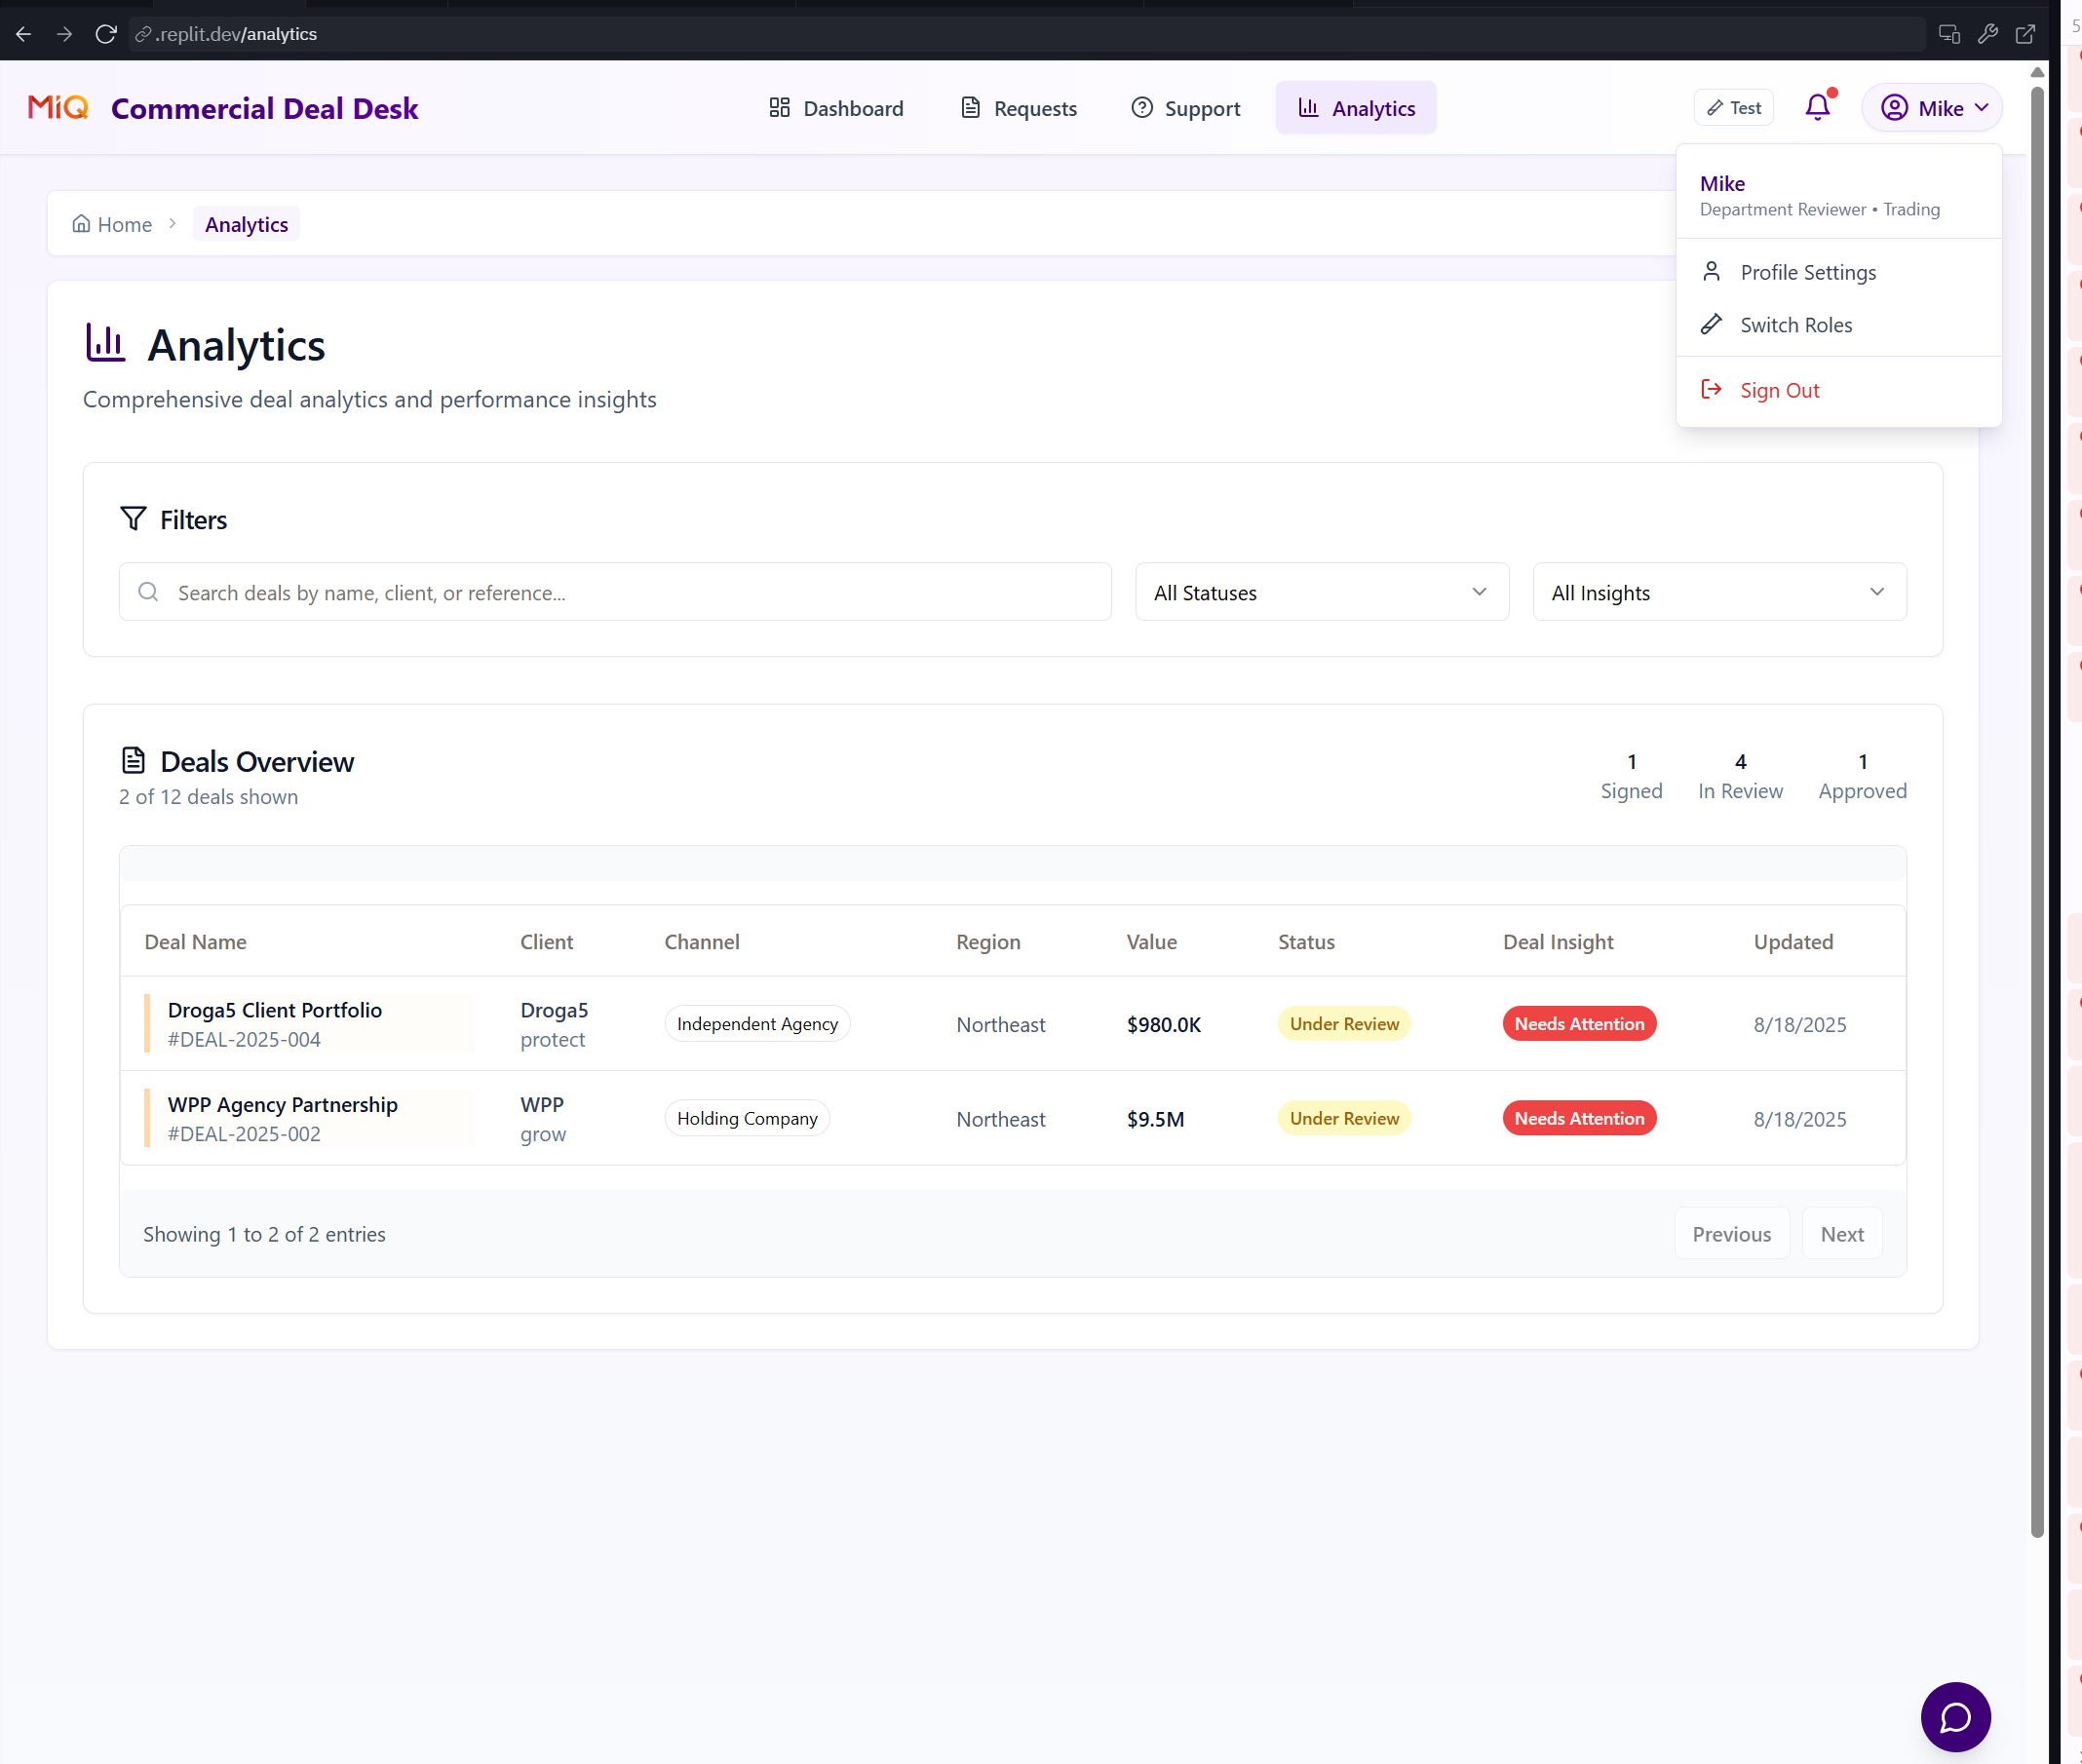 .replit.dev/analytics
MiQ Commercial Deal Desk
Dashboard
Requests
Support
Analytics
Test
Mike
Mike
Department Reviewer • Trading
Profile Settings
Switch Roles
Sign Out
Home
Analytics
Analytics
Comprehensive deal analytics and performance insights
Filters
Search deals by name, client, or reference...
All Statuses
All Insights
Deals Overview
2 of 12 deals shown
1 4 1
Signed In Review Approved
Deal Name Client Channel Region Value Status Deal Insight Updated
Droga5 Client Portfolio
#DEAL-2025-004
Droga5
protect
Independent Agency
Northeast
$980.0K
Under Review
Needs Attention
8/18/2025
WPP Agency Partnership
#DEAL-2025-002
WPP
grow
Holding Company
Northeast
$9.5M
Under Review
Needs Attention
8/18/2025
Showing 1 to 2 of 2 entries
Previous
Next